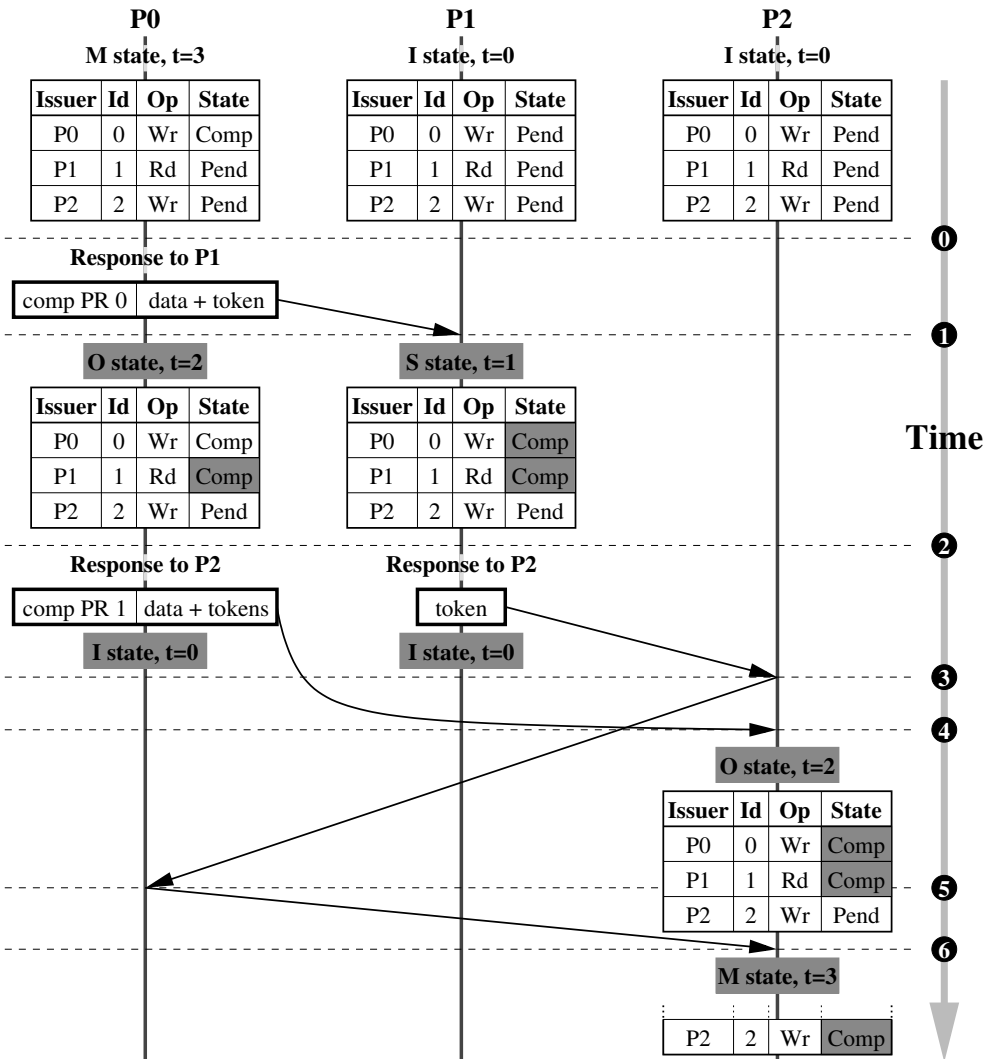 P0 P1 P2
M state, t=3 I state, t=0 I state, t=0
Issuer Id Op State Issuer Id Op State Issuer Id Op State
P0 0 Wr Comp P0 0 Wr Pend P0 0 Wr Pend
P1 1 Rd Pend P1 1 Rd Pend P1 1 Rd Pend
P2 2 Wr Pend P2 2 Wr Pend P2 2 Wr Pend
0
Response to P1
comp PR 0 data + token
1
O state, t=2 S state, t=1
Issuer Id Op State Issuer Id Op State
P0 0 Wr Comp P0 0 Wr Comp
Time
P1 1 Rd Comp P1 1 Rd Comp
P2 2 Wr Pend P2 2 Wr Pend
2
Response to P2 Response to P2
comp PR 1 data + tokens token
I state, t=0 I state, t=0
3
4
O state, t=2
Issuer Id Op State
P0 0 Wr Comp
P1 1 Rd Comp
5
P2 2 Wr Pend
6
M state, t=3
P2 2 Wr Comp